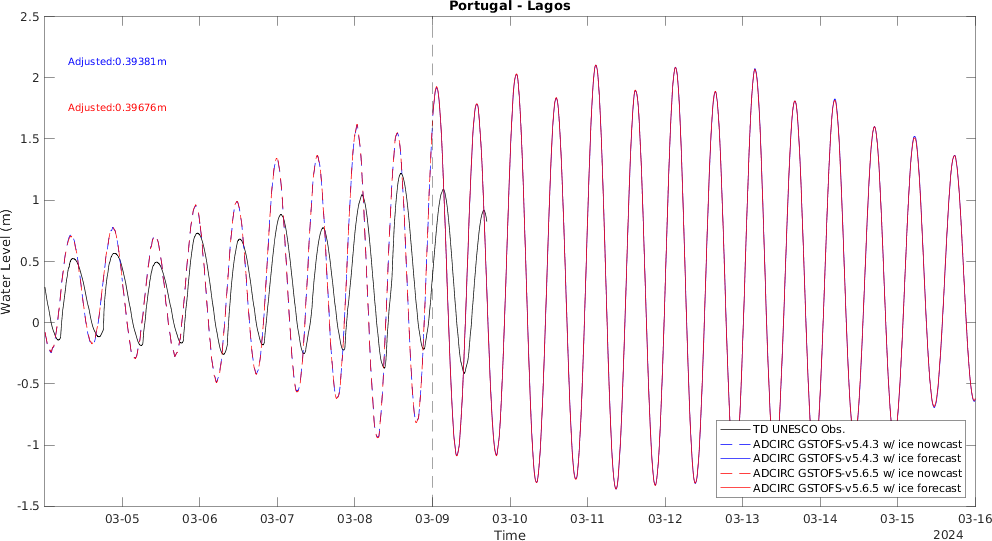 Portugal - Lagos
2.5
2
1.5
1
0.5
0
-0.5
-1
-1.5
Water Level (m)
Adjusted:0.39381m
Adjusted:0.39676m
TD UNESCO Obs.
ADCIRC GSTOFS-v5.4.3 w/ ice nowcast
ADCIRC GSTOFS-v5.4.3 w/ ice forecast
ADCIRC GSTOFS-v5.6.5 w/ ice nowcast
ADCIRC GSTOFS-v5.6.5 w/ ice forecast
03-05 03-06 03-07 03-08 03-09 03-10 03-11 03-12 03-13 03-14 03-15 03-16
Time
2024